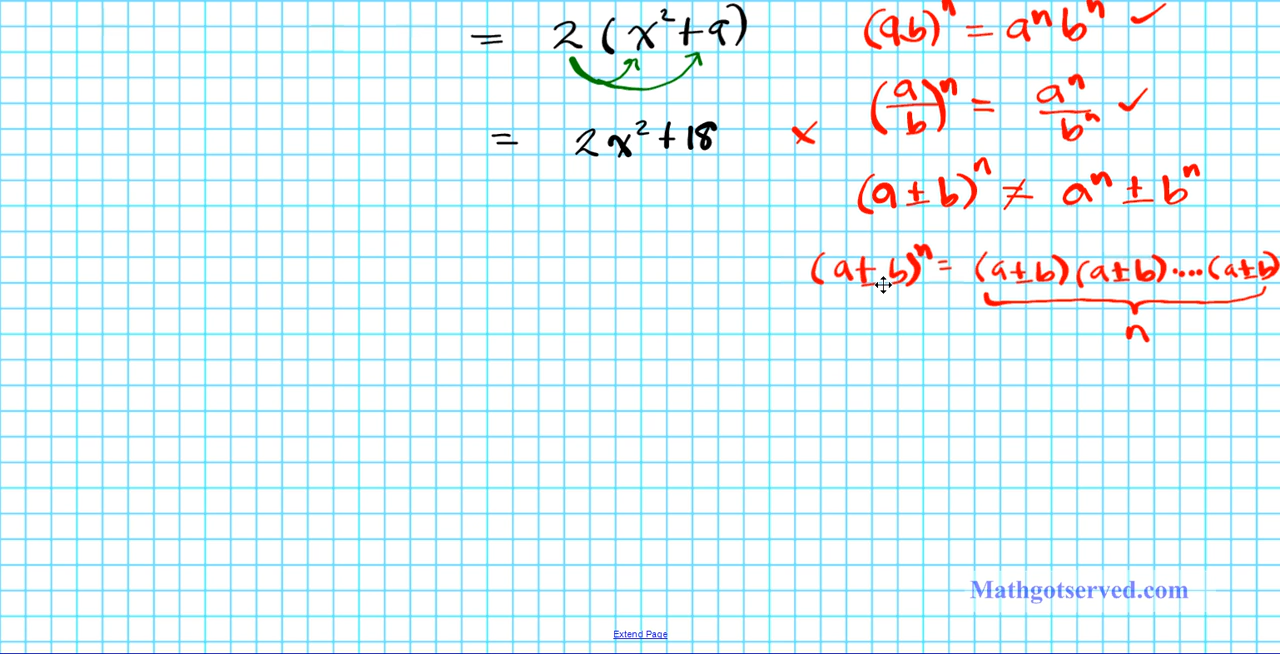 = 2 (x² + 9)
= 2x² + 18
(ab)ⁿ = aⁿbⁿ ✓
× (a/b)ⁿ = aⁿ/bⁿ ✓
(a ± b)ⁿ ≠ aⁿ ± bⁿ
(a ± b)ⁿ = (a ± b)(a ± b)....(a ± b)
n
Mathgotserved.com
Extend Page